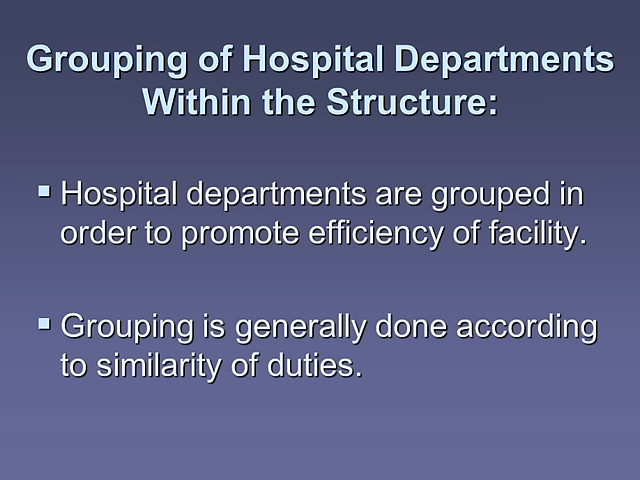 Grouping of Hospital Departments
Within the Structure:
▪ Hospital departments are grouped in
order to promote efficiency of facility.
▪ Grouping is generally done according
to similarity of duties.